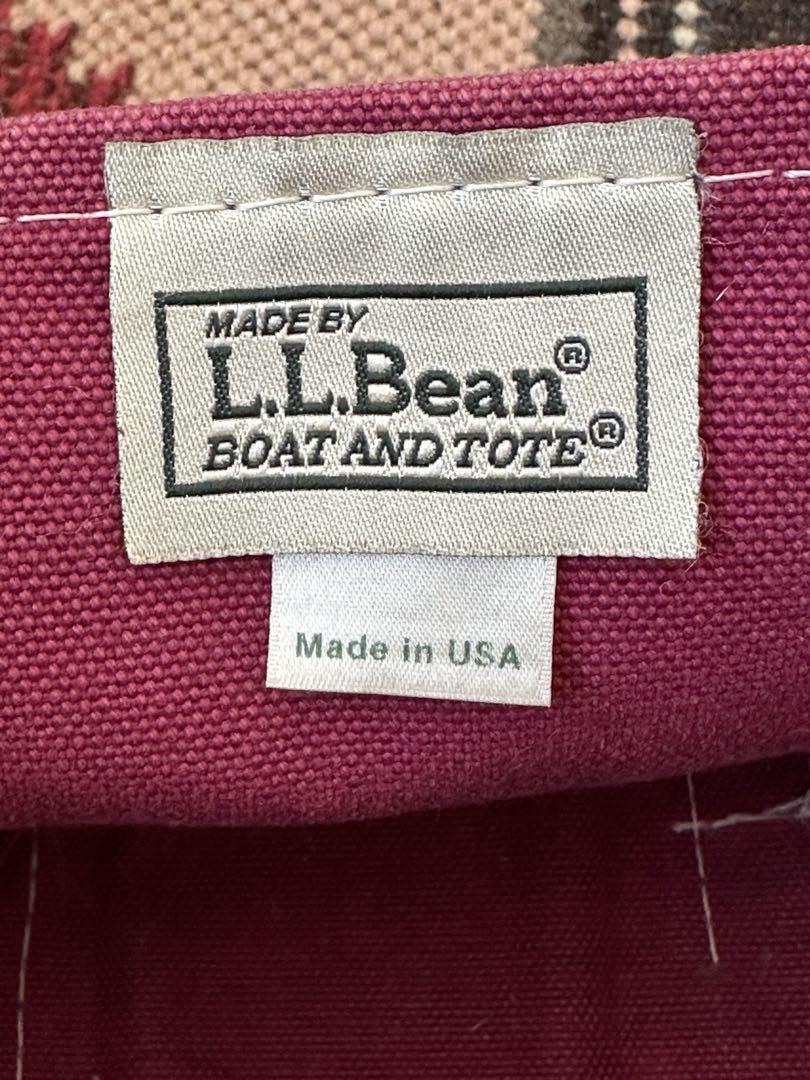 MADE BY
L.L.Bean®
BOAT AND TOTE®
Made in USA